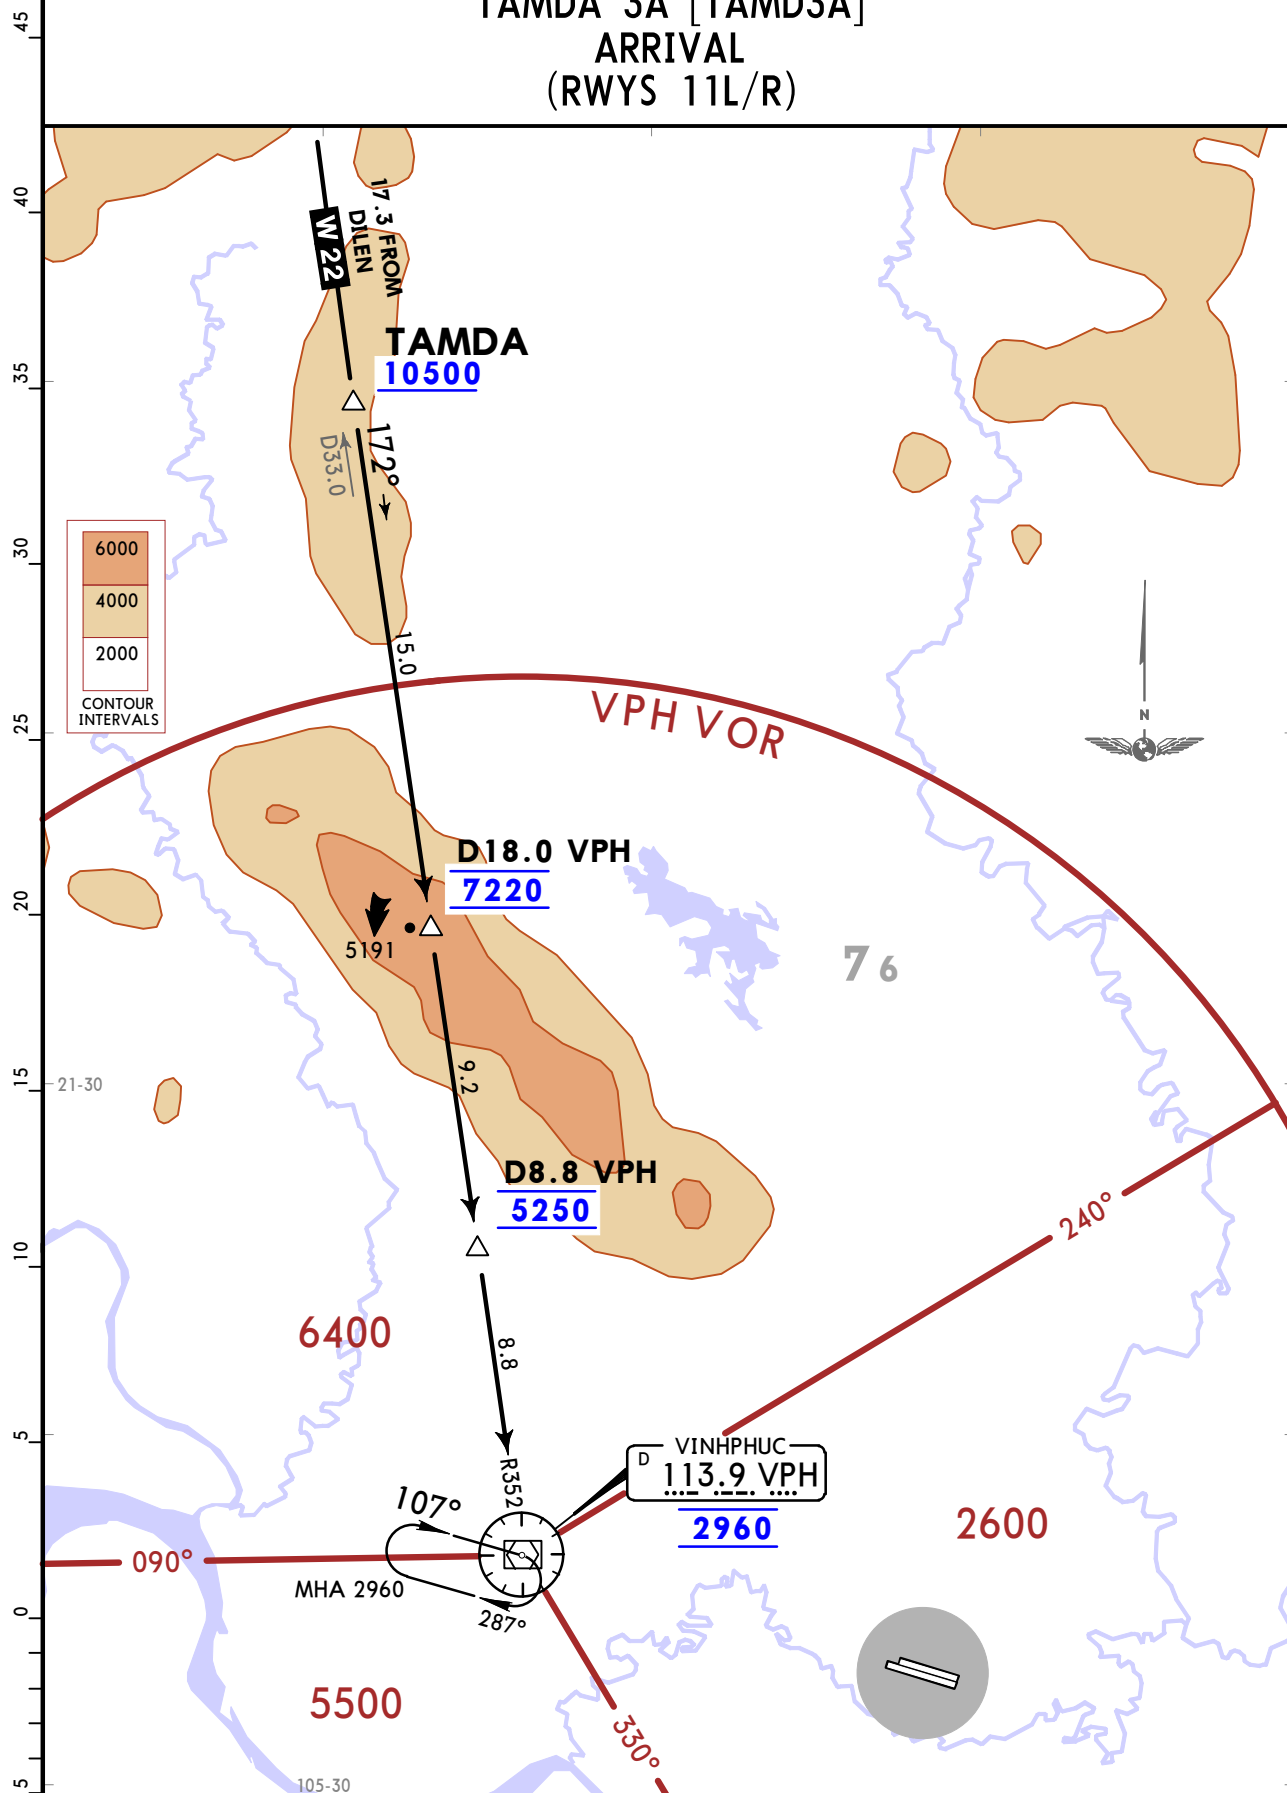 TAMDA 3A [TAMD3A]
ARRIVAL
(RWYS 11L/R)
45
40
35
30
25
20
15
10
5
0
5
W 22
17.3 FROM
DILEN
TAMDA
10500
D33.0
172°
15.0
6000
4000
2000
CONTOUR
INTERVALS
VPH VOR
N
D18.0 VPH
7220
5191
76
9.2
21-30
D8.8 VPH
5250
240°
6400
8.8
R352
VINHPHUC
D 113.9 VPH
2960
2600
107°
090°
MHA 2960
287°
5500
330°
105-30